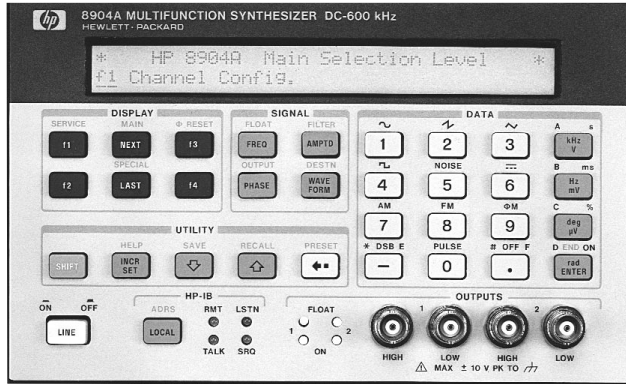 hp 8904A MULTIFUNCTION SYNTHESIZER DC-600 kHz
HEWLETT·PACKARD
* HP 8904A Main Selection Level *
f1 Channel Config.
DISPLAY
SERVICE MAIN Φ RESET
f1 NEXT f3
SPECIAL
f2 LAST f4
SIGNAL
FLOAT FILTER
FREQ AMPTD
OUTPUT DESTN
PHASE WAVE FORM
DATA
A s
1 2 3 kHz V
NOISE B ms
4 5 6 Hz mV
AM FM ΦM C %
7 8 9 deg µV
* DSB E PULSE # OFF F D END ON
- 0 . rad ENTER
UTILITY
HELP SAVE RECALL PRESET
SHIFT INCR SET
ON OFF
LINE
HP-IB
ADRS RMT LSTN
LOCAL
TALK SRQ
FLOAT
1 2
ON
OUTPUTS
1 2
HIGH LOW HIGH LOW
MAX ± 10 V PK TO